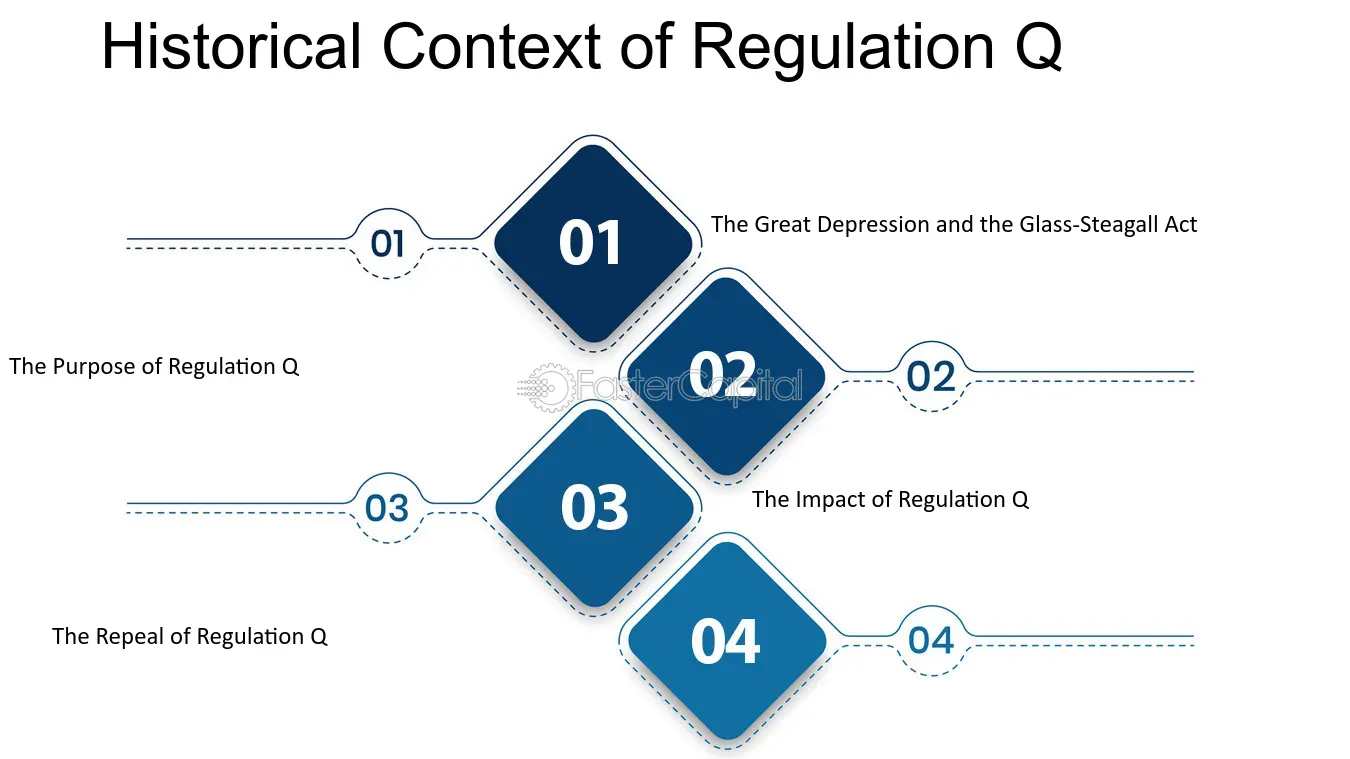 Historical Context of Regulation Q
01
01
The Great Depression and the Glass-Steagall Act
The Purpose of Regulation Q
02
02
FasterCapital
03
03
The Impact of Regulation Q
The Repeal of Regulation Q
04
04